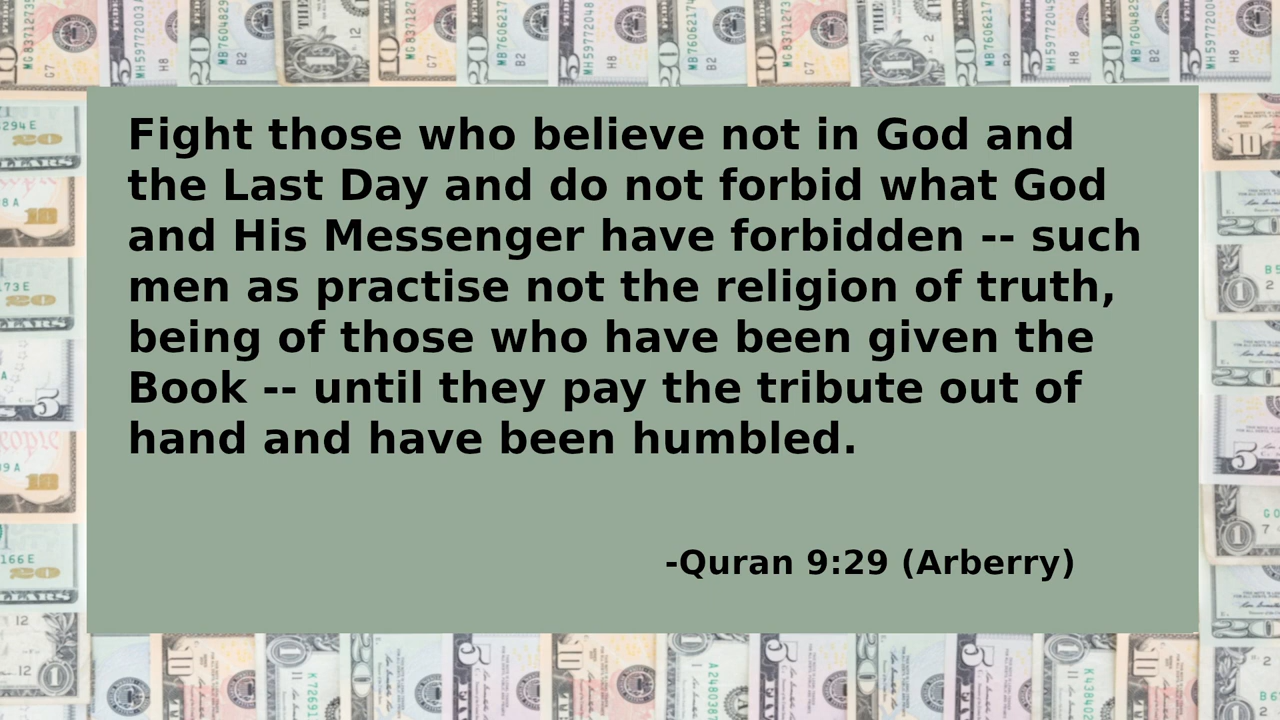 Fight those who believe not in God and
the Last Day and do not forbid what God
and His Messenger have forbidden -- such
men as practise not the religion of truth,
being of those who have been given the
Book -- until they pay the tribute out of
hand and have been humbled.
-Quran 9:29 (Arberry)